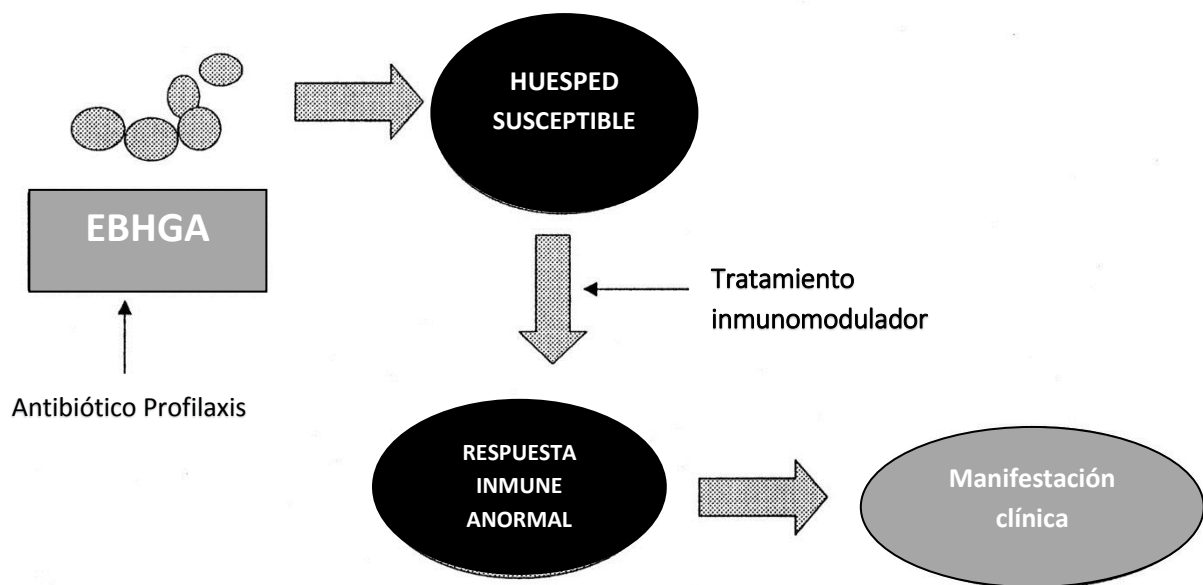 HUESPED
SUSCEPTIBLE
EBHGA
Tratamiento
inmunomodulador
Antibiótico Profilaxis
RESPUESTA
INMUNE
ANORMAL
Manifestación
clínica